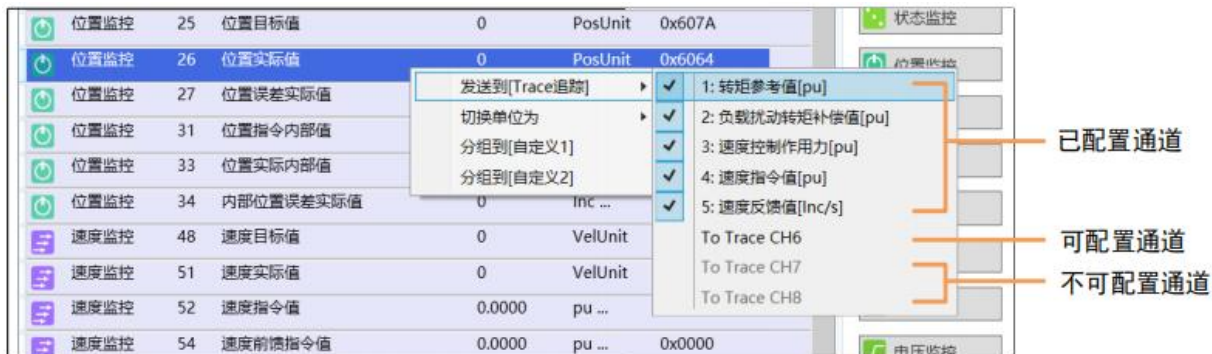 位置监控 25 位置目标值 0 PosUnit 0x607A
位置监控 26 位置实际值 0 PosUnit 0x6064
位置监控 27 位置误差实际值
位置监控 31 位置指令内部值
位置监控 33 位置实际内部值
位置监控 34 内部位置误差实际值 0 Inc ...
速度监控 48 速度目标值 0 VelUnit
速度监控 51 速度实际值 0 VelUnit
速度监控 52 速度指令值 0.0000 pu ...
速度监控 54 速度前馈指令值 0.0000 pu ... 0x0000
发送到[Trace追踪]
切换单位为
分组到[自定义1]
分组到[自定义2]
1: 转矩参考值[pu]
2: 负载扰动转矩补偿值[pu]
3: 速度控制作用力[pu]
4: 速度指令值[pu]
5: 速度反馈值[Inc/s]
To Trace CH6
To Trace CH7
To Trace CH8
状态监控
位置监控
电压监控
已配置通道
可配置通道
不可配置通道